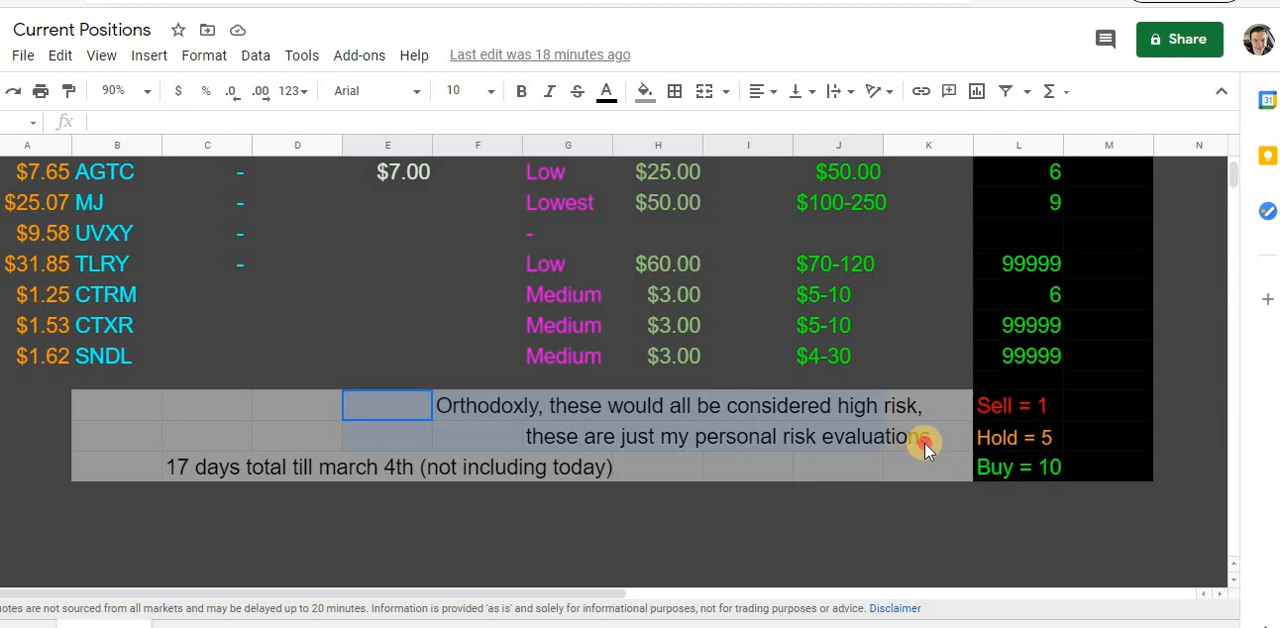 Current Positions
File Edit View Insert Format Data Tools Add-ons Help Last edit was 18 minutes ago
Share
90% $ % .0 .00 123 Arial 10 B I S A
fx
A B C D E F G H I J K L M N
$7.65 AGTC - $7.00 Low $25.00 $50.00 6
$25.07 MJ - Lowest $50.00 $100-250 9
$9.58 UVXY - -
$31.85 TLRY - Low $60.00 $70-120 99999
$1.25 CTRM Medium $3.00 $5-10 6
$1.53 CTXR Medium $3.00 $5-10 99999
$1.62 SNDL Medium $3.00 $4-30 99999
Orthodoxly, these would all be considered high risk, Sell = 1
these are just my personal risk evaluations Hold = 5
17 days total till march 4th (not including today) Buy = 10
otes are not sourced from all markets and may be delayed up to 20 minutes. Information is provided 'as is' and solely for informational purposes, not for trading purposes or advice. Disclaimer